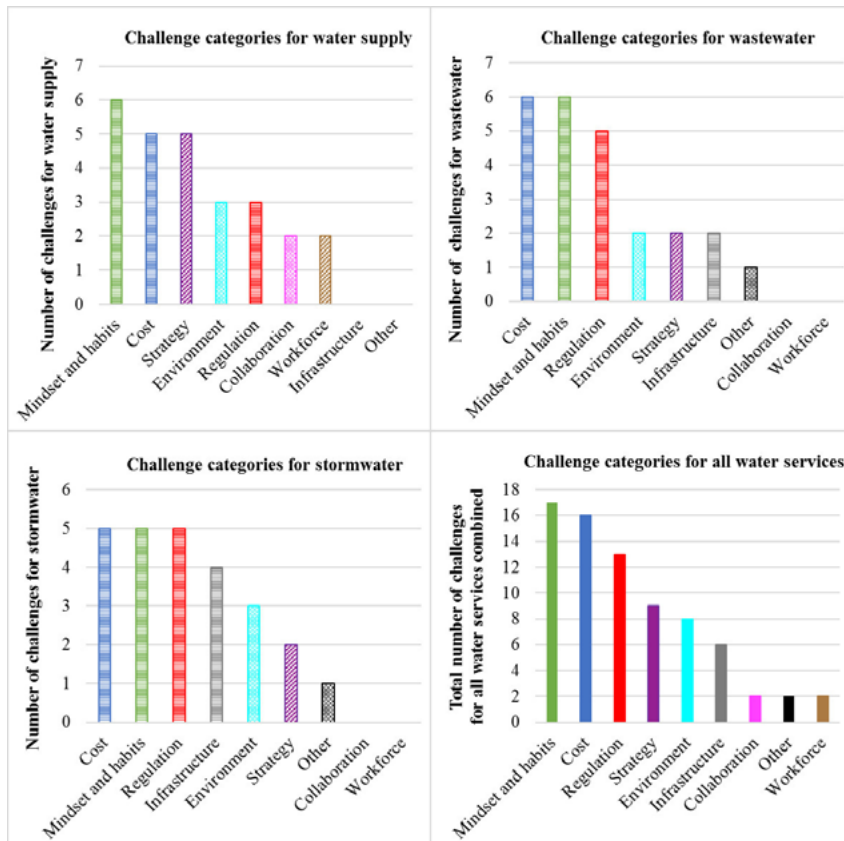 Challenge categories for water supply
Number of challenges for water supply
7
6
5
4
3
2
1
0
Mindset and habits
Cost
Strategy
Environment
Regulation
Collaboration
Workforce
Infrastructure
Other
Challenge categories for wastewater
Number of challenges for wastewater
7
6
5
4
3
2
1
0
Cost
Mindset and habits
Regulation
Environment
Strategy
Infrastructure
Other
Collaboration
Workforce
Challenge categories for stormwater
Number of challenges for stormwater
6
5
4
3
2
1
0
Cost
Mindset and habits
Regulation
Infrastructure
Environment
Strategy
Other
Collaboration
Workforce
Challenge categories for all water services
Total number of challenges
for all water services combined
18
16
14
12
10
8
6
4
2
0
Mindset and habits
Cost
Regulation
Strategy
Environment
Infrastructure
Collaboration
Other
Workforce